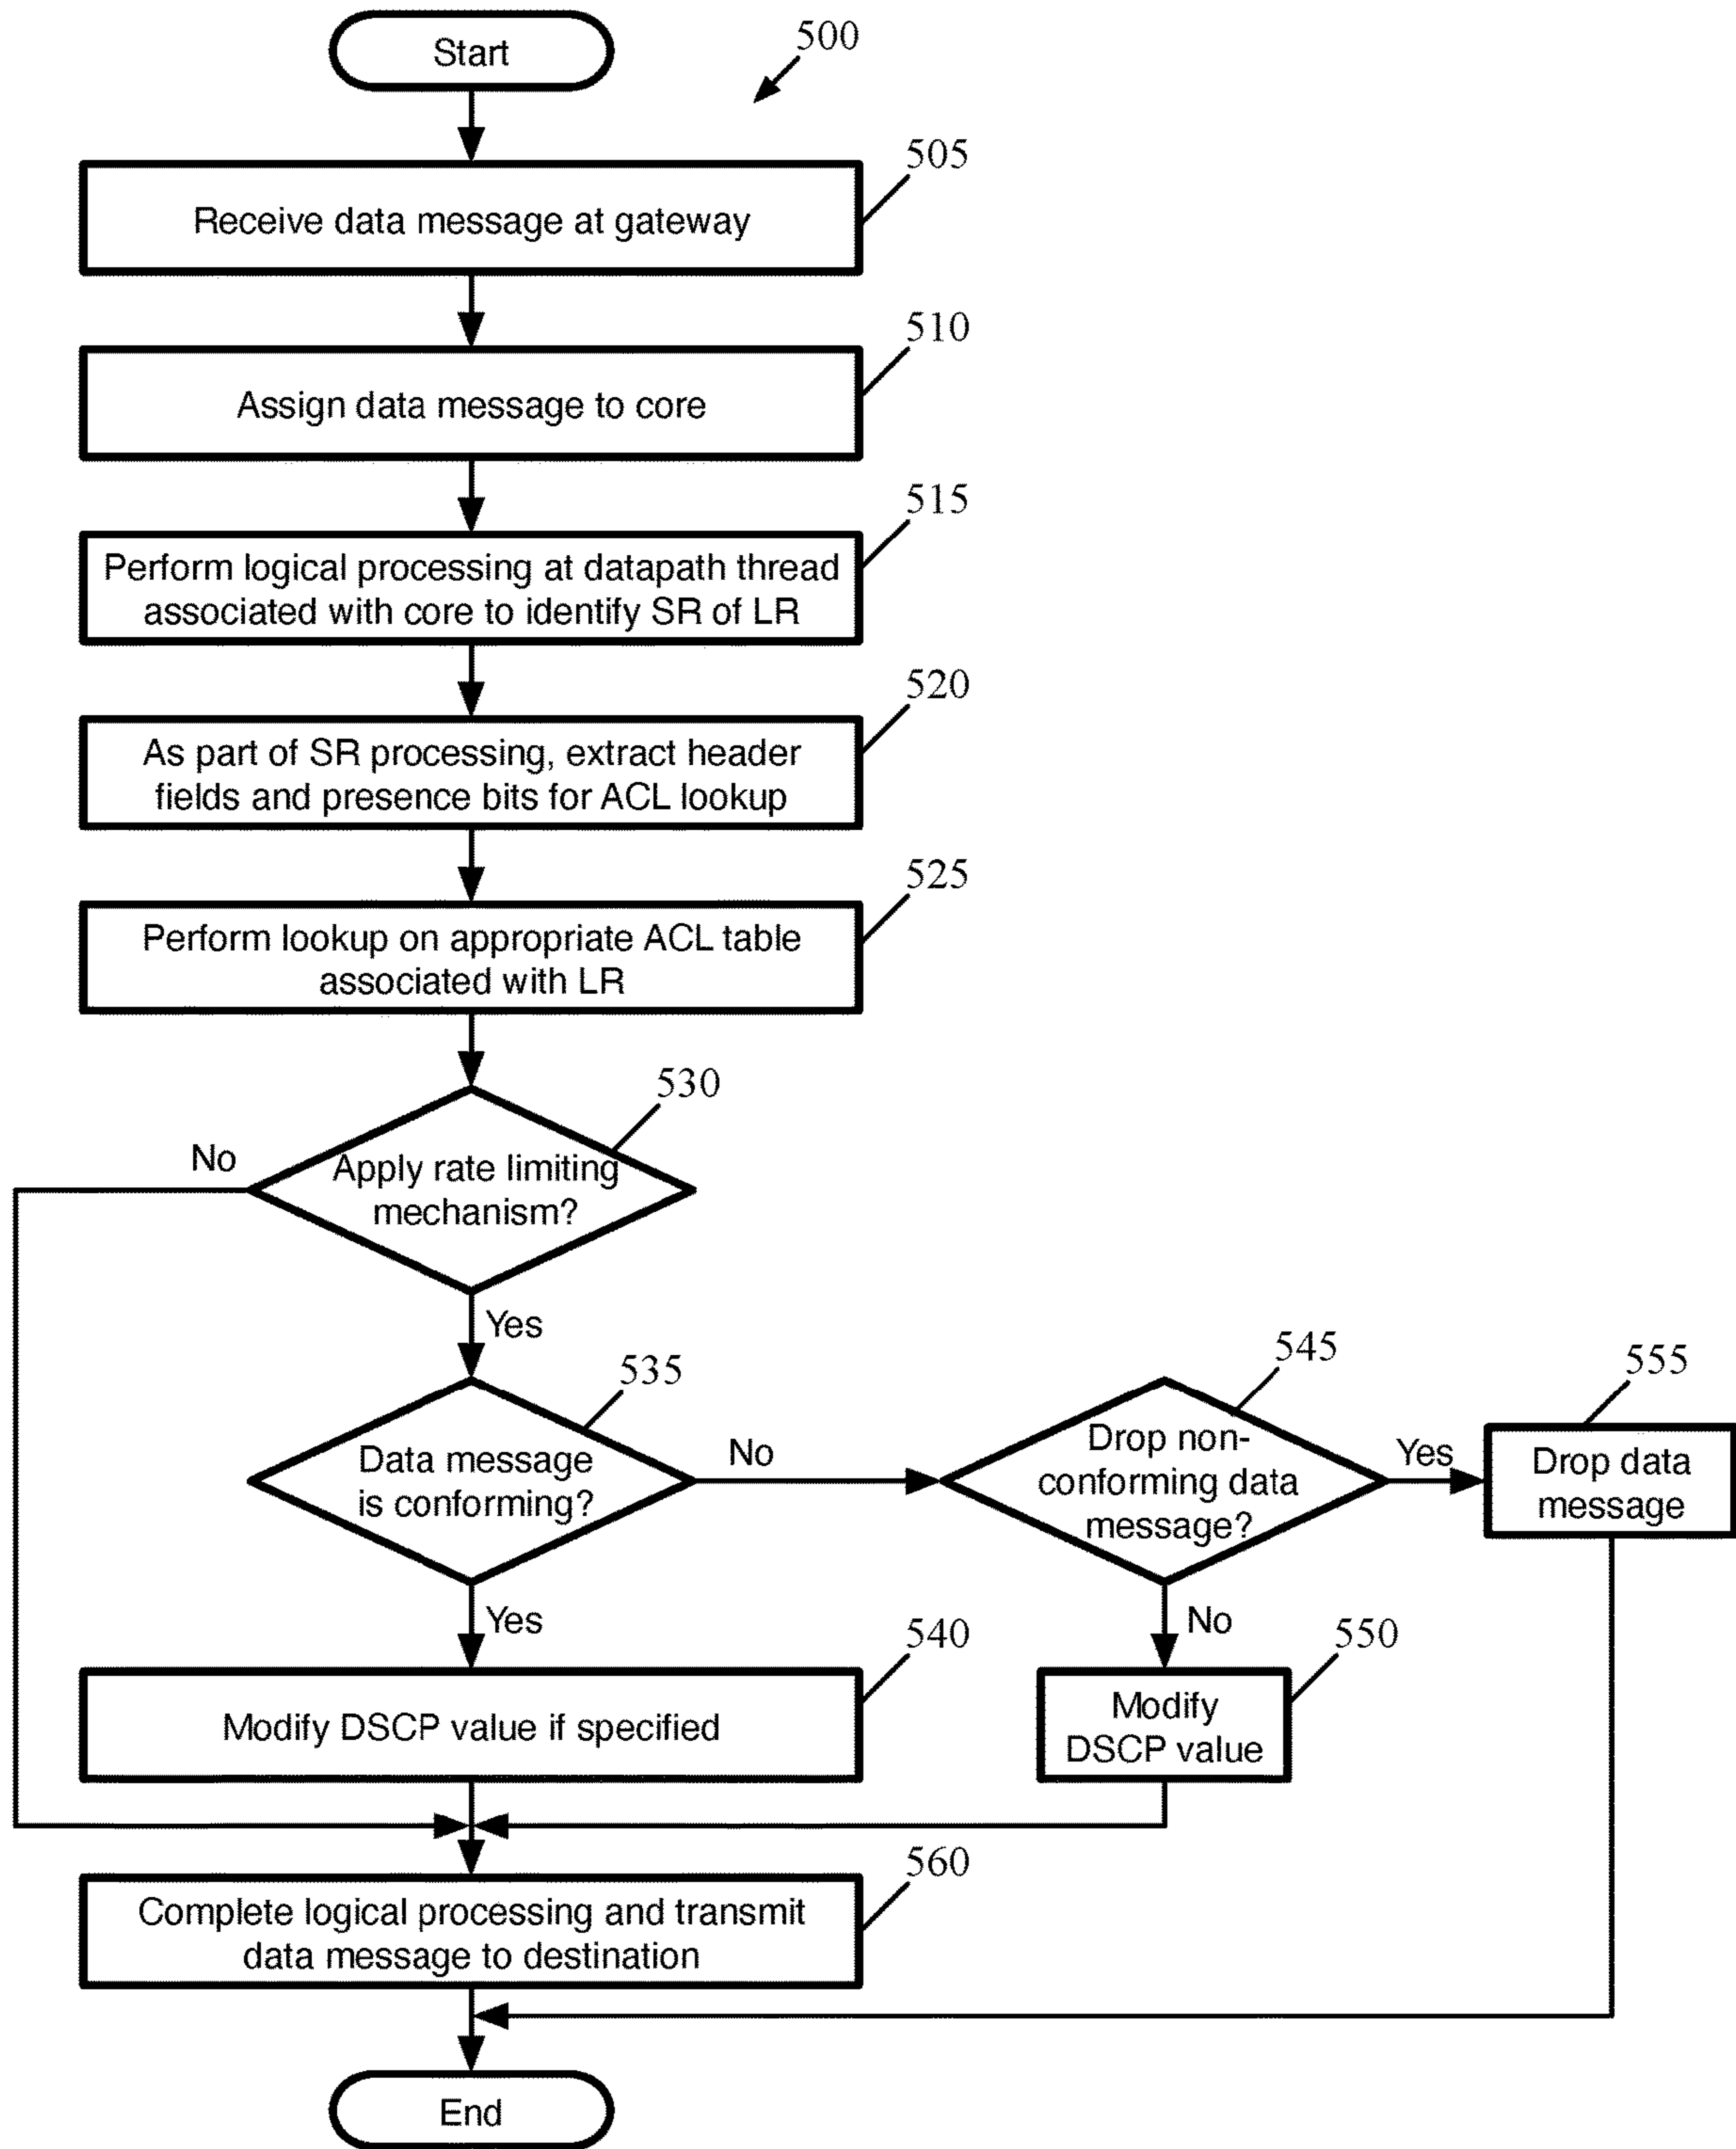 Start
500
505
Receive data message at gateway
510
Assign data message to core
515
Perform logical processing at datapath thread
associated with core to identify SR of LR
520
As part of SR processing, extract header
fields and presence bits for ACL lookup
525
Perform lookup on appropriate ACL table
associated with LR
530
No
Apply rate limiting
mechanism?
Yes
535
545
555
Data message
is conforming?
No
Drop non-
conforming data
message?
Yes
Drop data
message
Yes
No
540
550
Modify DSCP value if specified
Modify
DSCP value
560
Complete logical processing and transmit
data message to destination
End